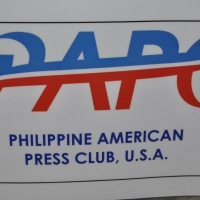 PAPC
PHILIPPINE AMERICAN
PRESS CLUB, U.S.A.